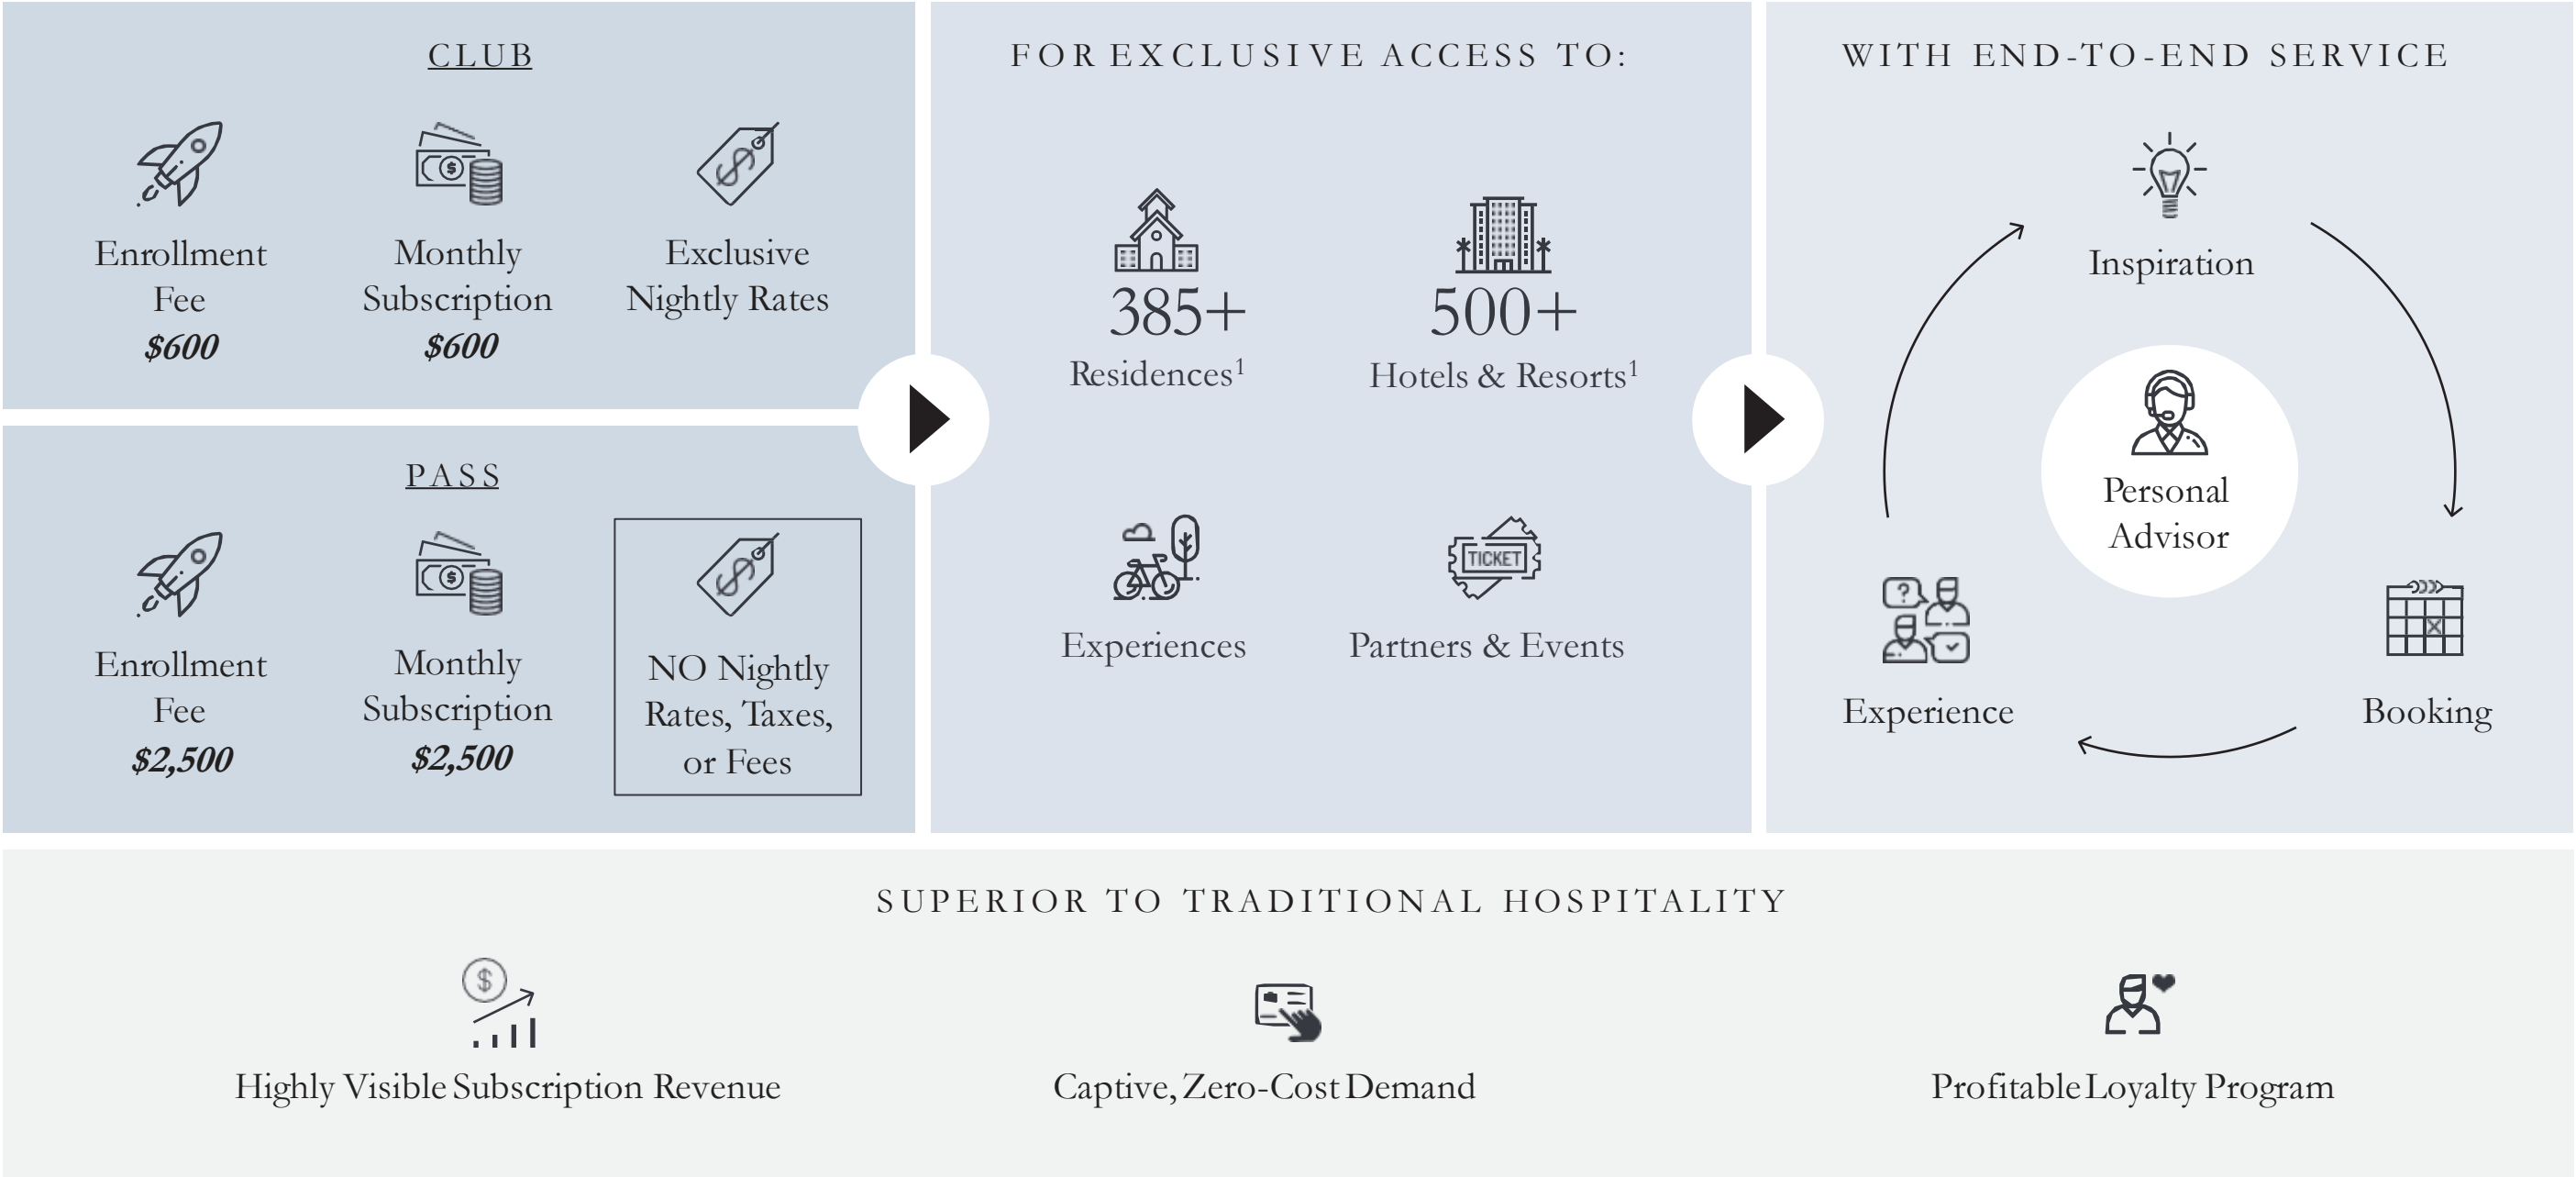 CLUB
Enrollment
Fee
$600
Monthly
Subscription
$600
Exclusive
Nightly Rates
PASS
Enrollment
Fee
$2,500
Monthly
Subscription
$2,500
NO Nightly
Rates, Taxes,
or Fees
FOR EXCLUSIVE ACCESS TO:
385+
Residences¹
500+
Hotels & Resorts¹
Experiences
TICKET
Partners & Events
WITH END-TO-END SERVICE
Inspiration
Personal
Advisor
Experience
Booking
SUPERIOR TO TRADITIONAL HOSPITALITY
Highly Visible Subscription Revenue
Captive, Zero-Cost Demand
Profitable Loyalty Program